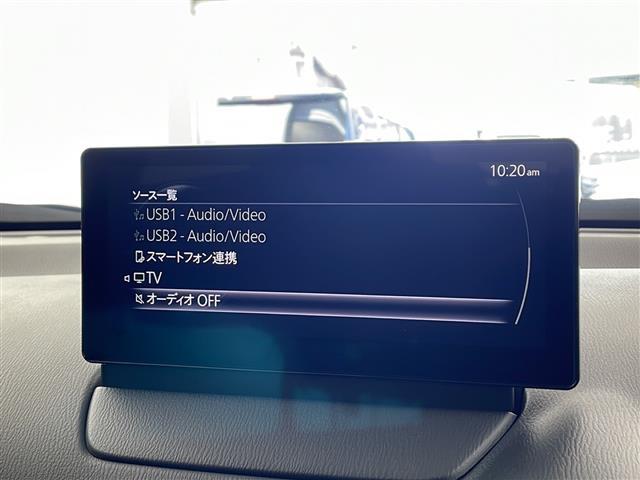 10:20am
ソース一覧
USB1 - Audio/Video
USB2 - Audio/Video
スマートフォン連携
TV
オーディオ OFF